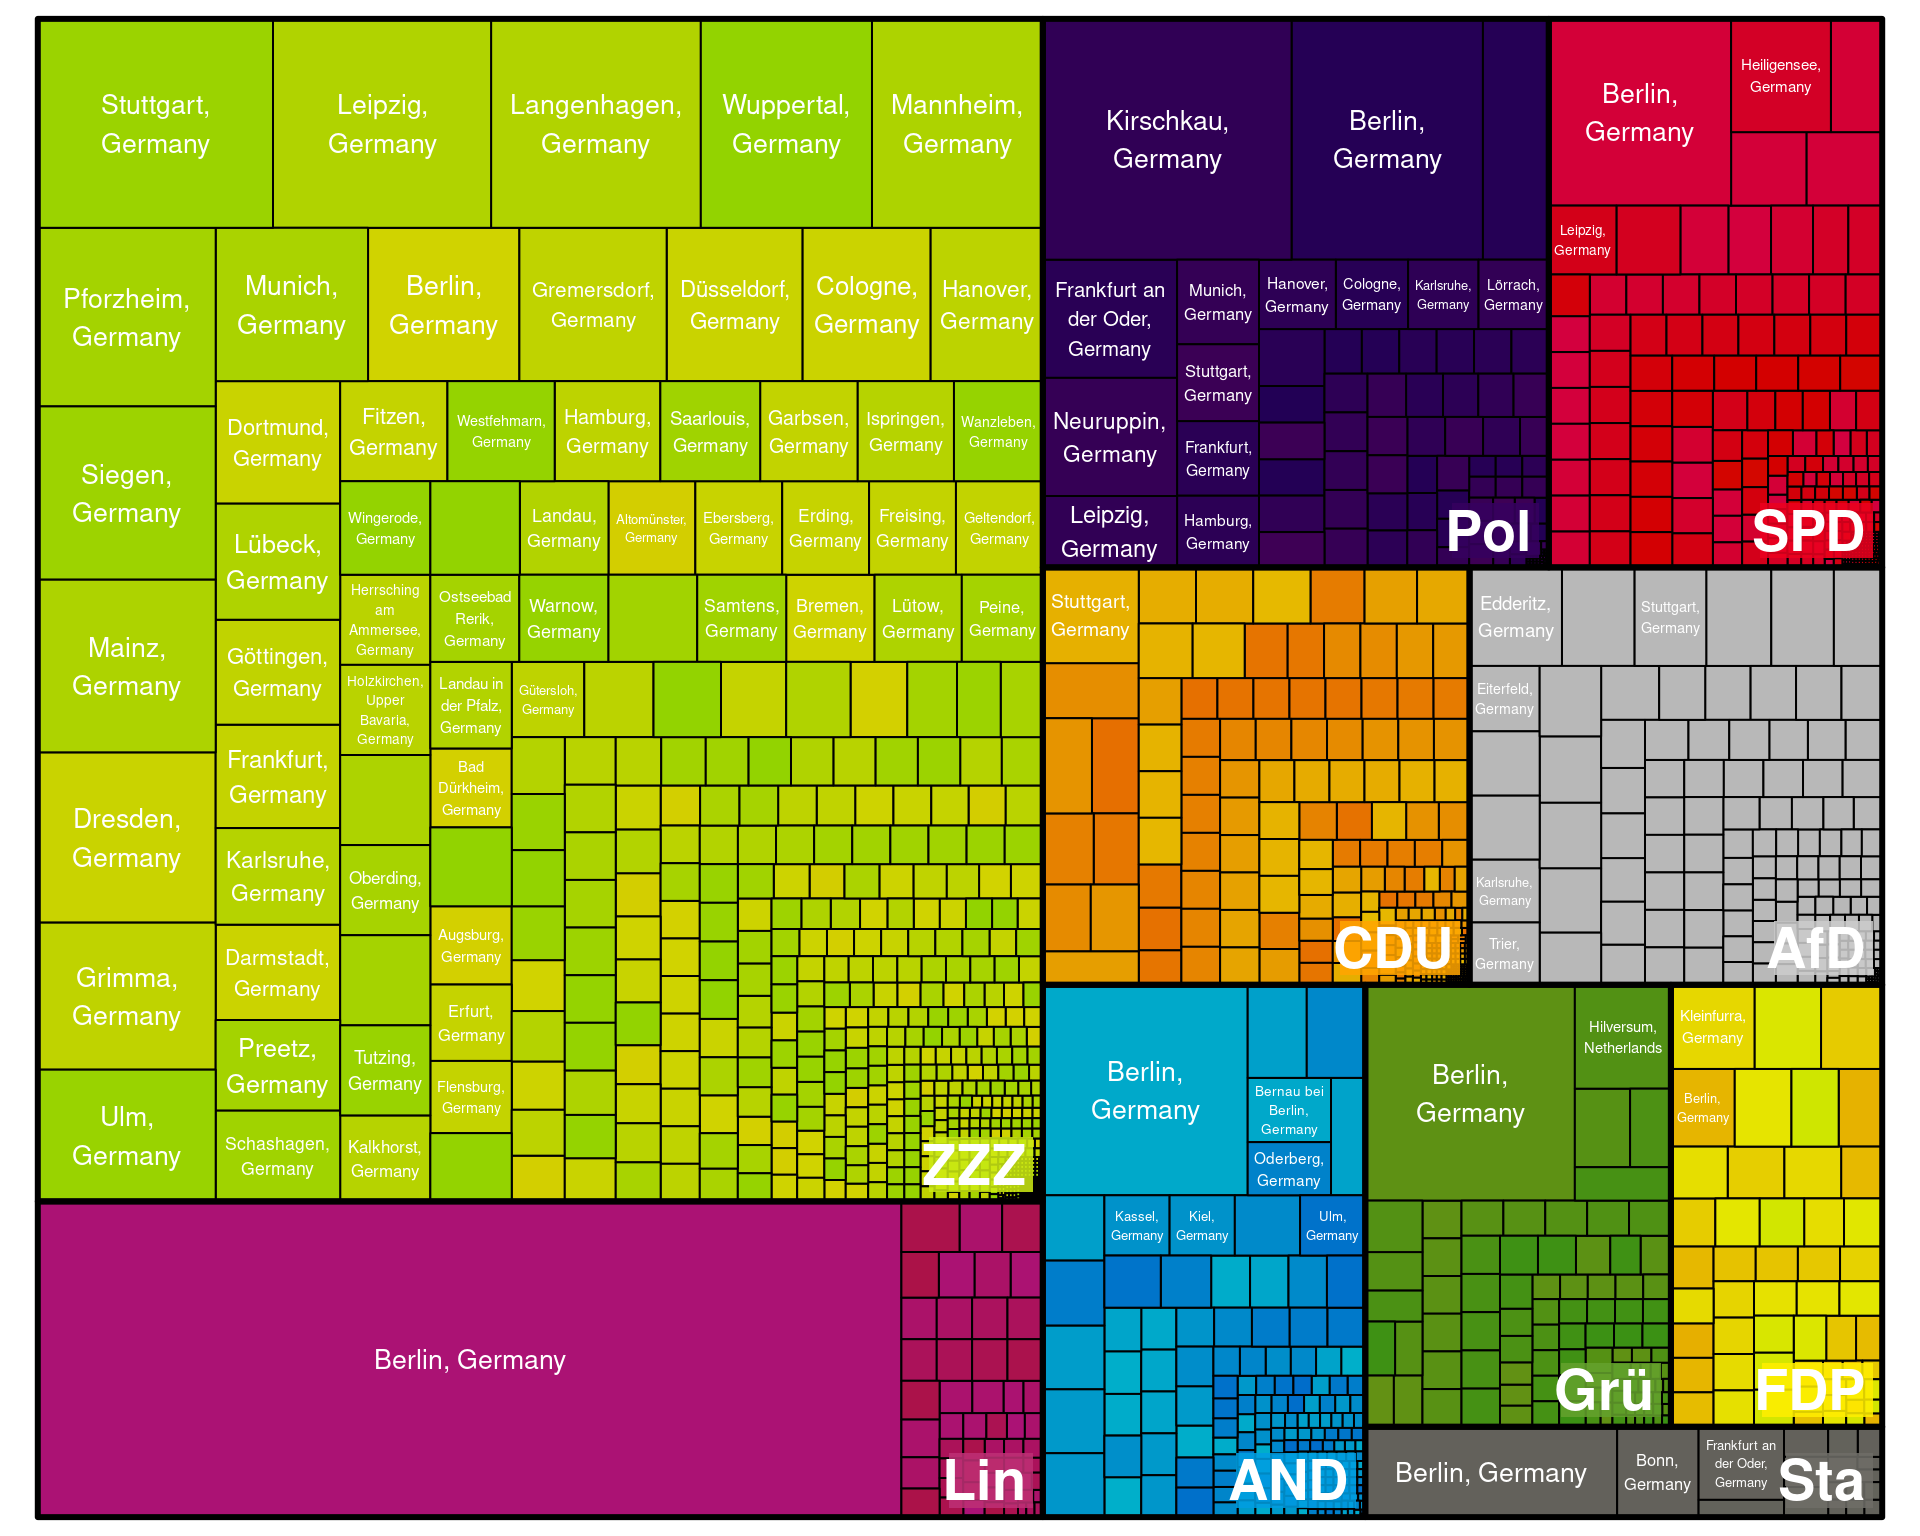 Stuttgart,
Germany
Leipzig,
Germany
Langenhagen,
Germany
Wuppertal,
Germany
Mannheim,
Germany
Pforzheim,
Germany
Munich,
Germany
Berlin,
Germany
Gremersdorf,
Germany
Düsseldorf,
Germany
Cologne,
Germany
Hanover,
Germany
Siegen,
Germany
Mainz,
Germany
Dresden,
Germany
Grimma,
Germany
Ulm,
Germany
Dortmund,
Germany
Lübeck,
Germany
Göttingen,
Germany
Frankfurt,
Germany
Karlsruhe,
Germany
Darmstadt,
Germany
Preetz,
Germany
Schashagen,
Germany
Fitzen,
Germany
Westfehmarn,
Germany
Hamburg,
Germany
Saarlouis,
Germany
Garbsen,
Germany
Ispringen,
Germany
Wanzleben,
Germany
Wingerode,
Germany
Landau,
Germany
Altomünster,
Germany
Ebersberg,
Germany
Erding,
Germany
Freising,
Germany
Geltendorf,
Germany
Herrsching
am
Ammersee,
Germany
Ostseebad
Rerik,
Germany
Warnow,
Germany
Samtens,
Germany
Bremen,
Germany
Lütow,
Germany
Peine,
Germany
Holzkirchen,
Upper
Bavaria,
Germany
Landau in
der Pfalz,
Germany
Gütersloh,
Germany
Bad
Dürkheim,
Germany
Oberding,
Germany
Augsburg,
Germany
Erfurt,
Germany
Tutzing,
Germany
Flensburg,
Germany
Kalkhorst,
Germany
ZZZ
Berlin, Germany
Lin
Kirschkau,
Germany
Berlin,
Germany
Frankfurt an
der Oder,
Germany
Neuruppin,
Germany
Leipzig,
Germany
Munich,
Germany
Stuttgart,
Germany
Frankfurt,
Germany
Hamburg,
Germany
Hanover,
Germany
Cologne,
Germany
Karlsruhe,
Germany
Lörrach,
Germany
Pol
Berlin,
Germany
Heiligensee,
Germany
Leipzig,
Germany
SPD
Stuttgart,
Germany
CDU
Edderitz,
Germany
Stuttgart,
Germany
Eiterfeld,
Germany
Karlsruhe,
Germany
Trier,
Germany
AfD
Berlin,
Germany
Bernau bei
Berlin,
Germany
Oderberg,
Germany
Kassel,
Germany
Kiel,
Germany
Ulm,
Germany
AND
Berlin,
Germany
Hilversum,
Netherlands
Grü
Kleinfurra,
Germany
Berlin,
Germany
FDP
Berlin, Germany
Bonn,
Germany
Frankfurt an
der Oder,
Germany
Sta